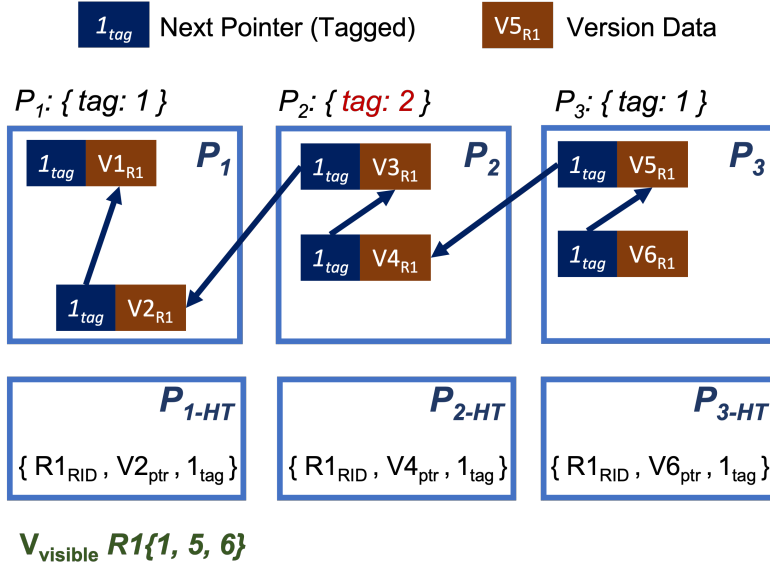 1tag Next Pointer (Tagged) V5R1 Version Data
P1: { tag: 1 } P2: { tag: 2 } P3: { tag: 1 }
P1 P2 P3
1tag V1R1 1tag V3R1 1tag V5R1
1tag V4R1 1tag V6R1
1tag V2R1
P1-HT P2-HT P3-HT
{ R1RID , V2ptr , 1tag } { R1RID , V4ptr , 1tag } { R1RID , V6ptr , 1tag }
Vvisible R1{1, 5, 6}